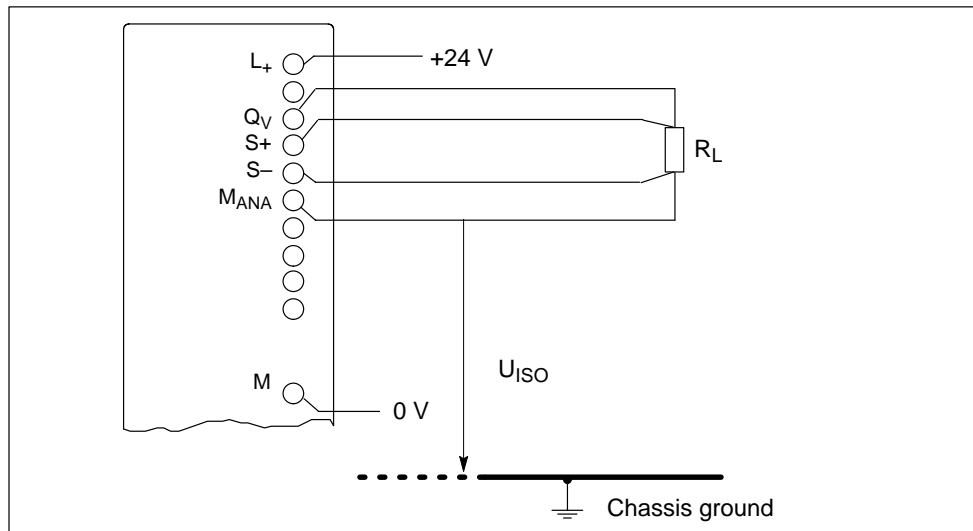 L+
+24 V
QV
S+
S–
MANA
RL
M
0 V
UISO
Chassis ground